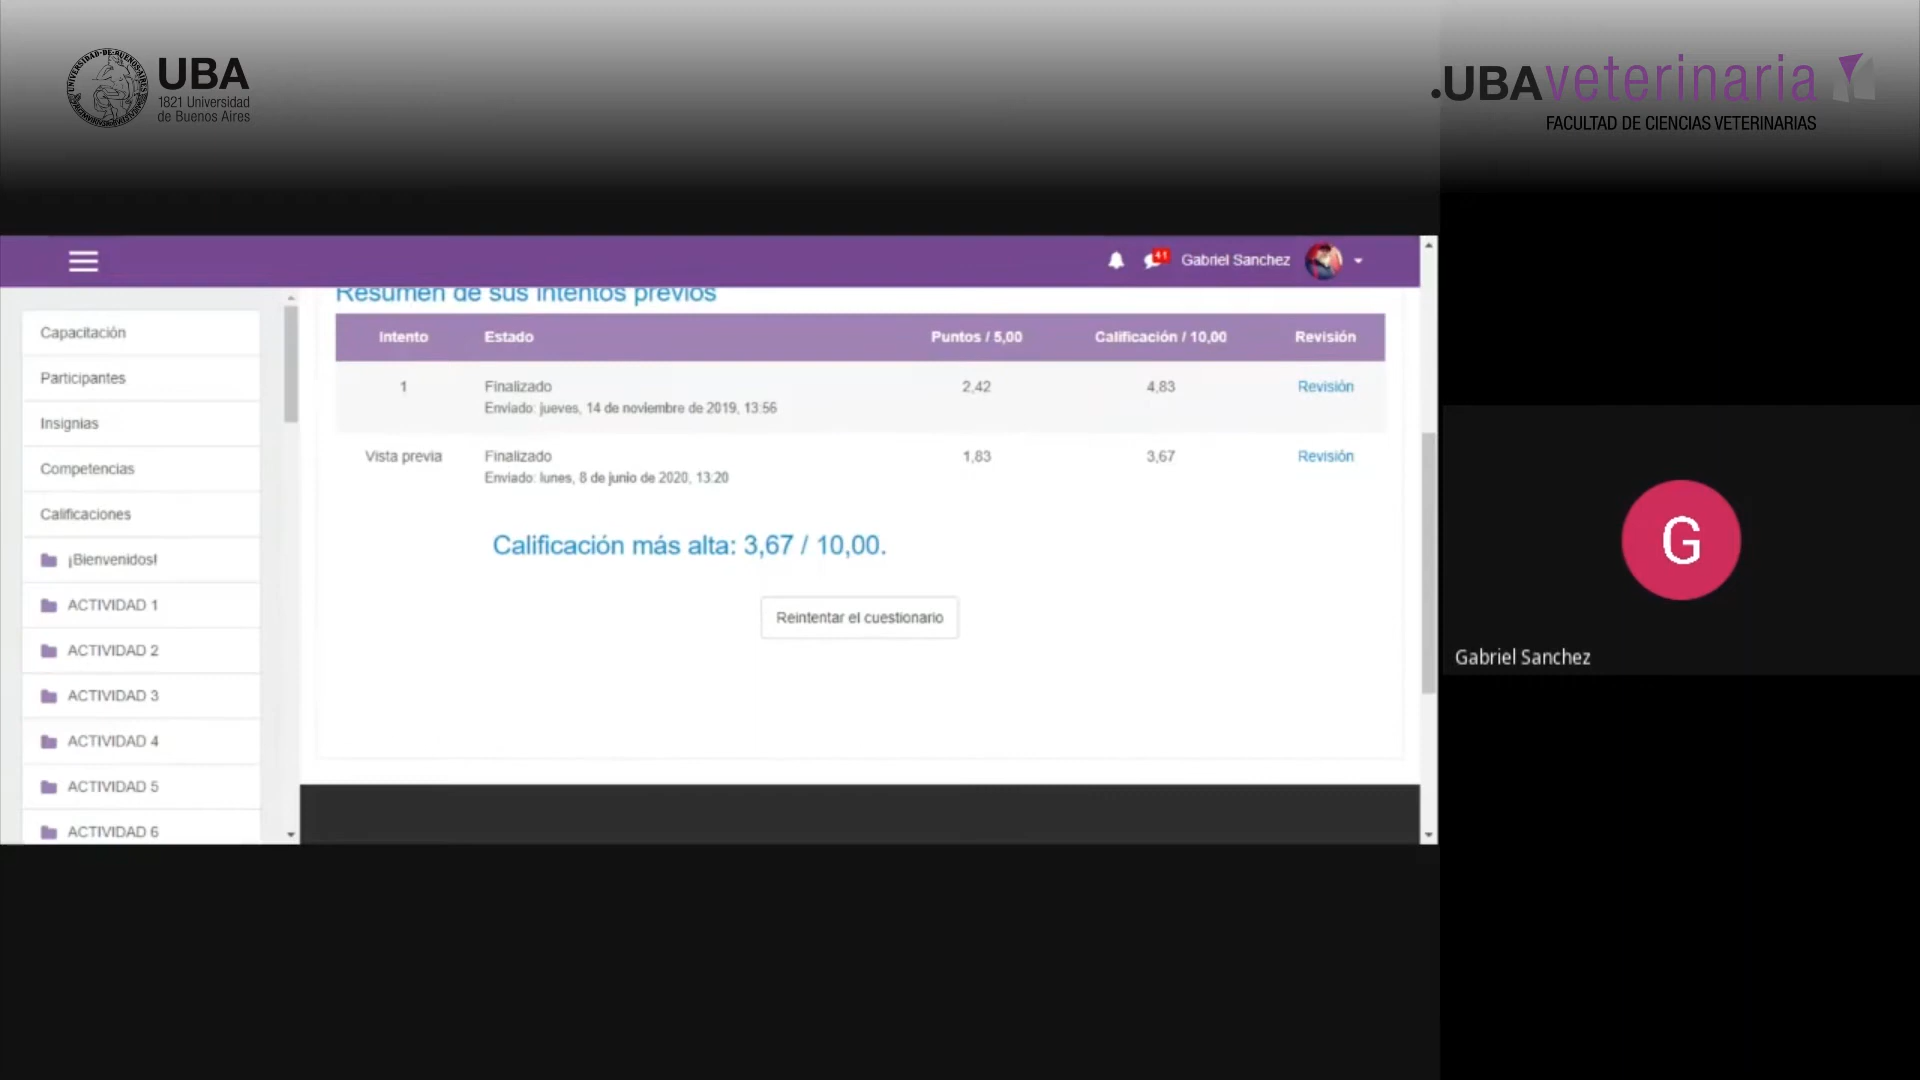 UBA
1821 Universidad
de Buenos Aires
.UBAveterinaria
FACULTAD DE CIENCIAS VETERINARIAS
41
Gabriel Sanchez
Capacitación
Participantes
Insignias
Competencias
Calificaciones
¡Bienvenidos!
ACTIVIDAD 1
ACTIVIDAD 2
ACTIVIDAD 3
ACTIVIDAD 4
ACTIVIDAD 5
ACTIVIDAD 6
Resumen de sus intentos previos
Intento Estado Puntos / 5,00 Calificación / 10,00 Revisión
1 Finalizado 2,42 4,83 Revisión
Enviado: jueves, 14 de noviembre de 2019, 13:56
Vista previa Finalizado 1,83 3,67 Revisión
Enviado: lunes, 8 de junio de 2020, 13:20
Calificación más alta: 3,67 / 10,00.
Reintentar el cuestionario
G
Gabriel Sanchez